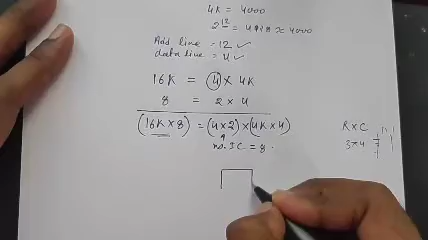 4K = 4000
2^12 = 4098 × 4000
Add line = 12 ✓
data line = 4 ✓
16K = 4 × 4K
8 = 2 × 4
(16K × 8) = (4 × 2) × (4K × 4)
no. IC = 8.
R×C
3×4